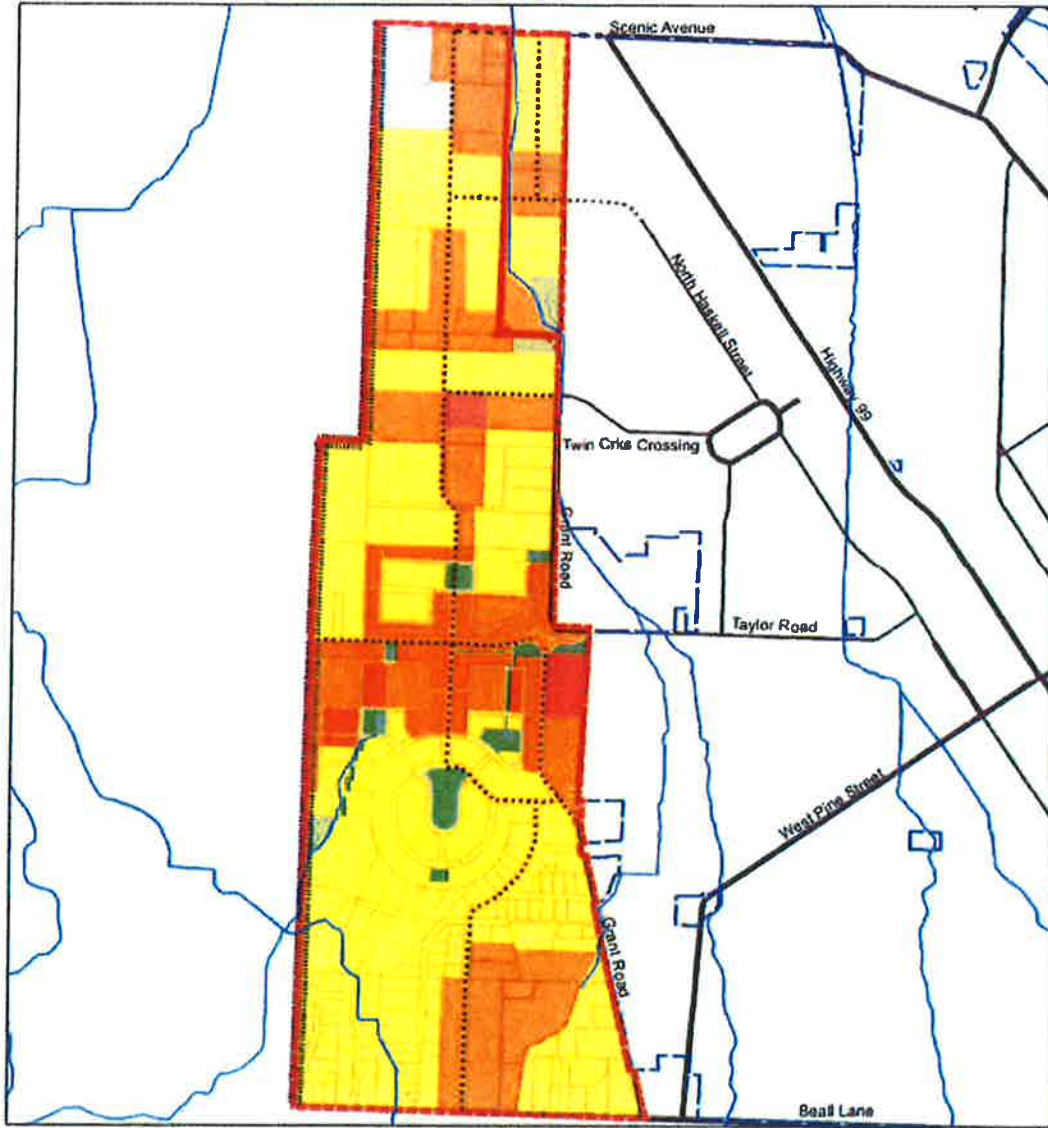 Scenic Avenue
North Haskell Street
Highway 99
Twin Crks Crossing
Grant Road
Taylor Road
West Pine Street
Grant Road
Beall Lane